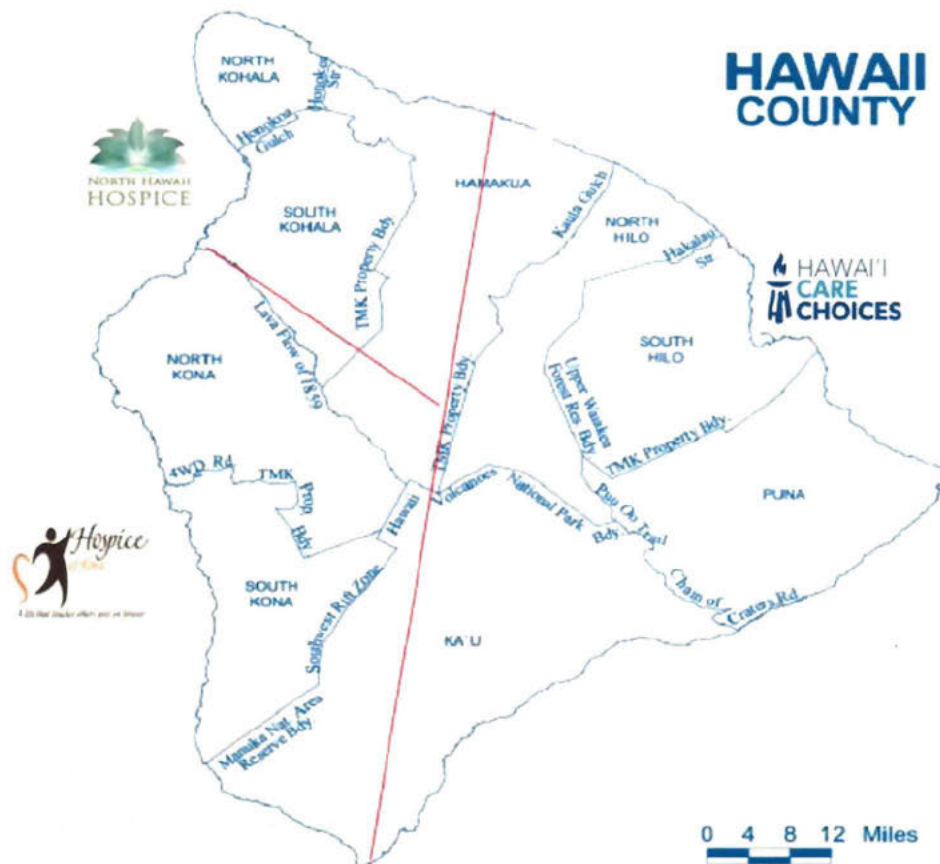 HAWAII
COUNTY
NORTH
KOHALA
Honokoa
Gulch
NORTH HAWAII
HOSPICE
HAMAKUA
Kaula Gulch
SOUTH
KOHALA
TMK Property Bdy
NORTH
HILO
Hakalau
Str
HAWAI'I
CARE
CHOICES
Lava Flow of 1859
NORTH
KONA
SOUTH
HILO
Upper Waiakea
Forest Res. Bdy
TMK Property Bdy
TMK Property Bdy.
4WD Rd
TMK
Prop
Bdy
Hawaii
Volcanoes
National Park
Bdy
Puu Oo Trail
PUNA
Hospice
of Kona
SOUTH
KONA
Southwest Rift Zone
Chain of
Craters Rd
KA'U
Manuka Nat. Area
Reserve Bdy
0 4 8 12 Miles